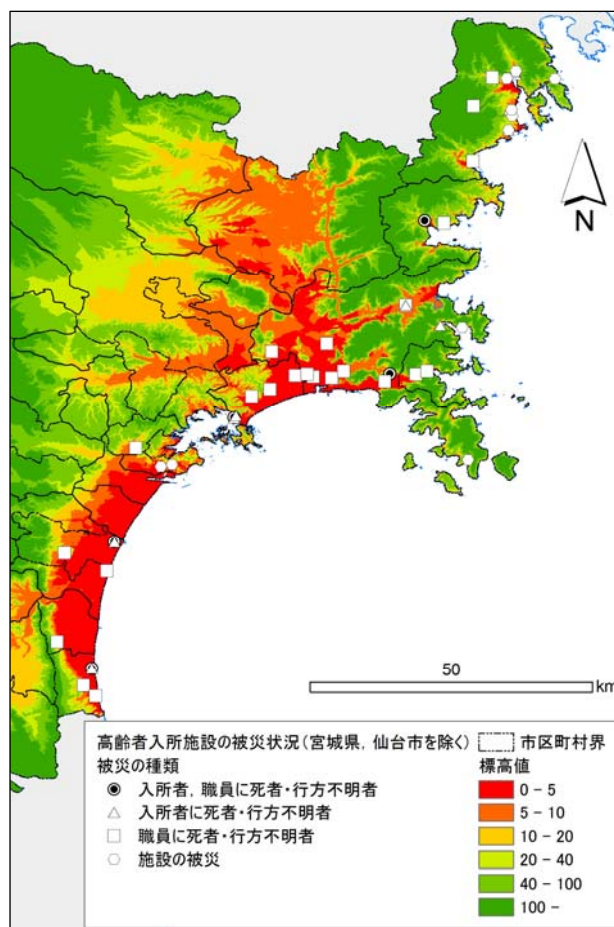 N
50
km
高齢者入所施設の被災状況(宮城県, 仙台市を除く)
被災の種類
入所者, 職員に死者・行方不明者
入所者に死者・行方不明者
職員に死者・行方不明者
施設の被災
市区町村界
標高値
0 - 5
5 - 10
10 - 20
20 - 40
40 - 100
100 -